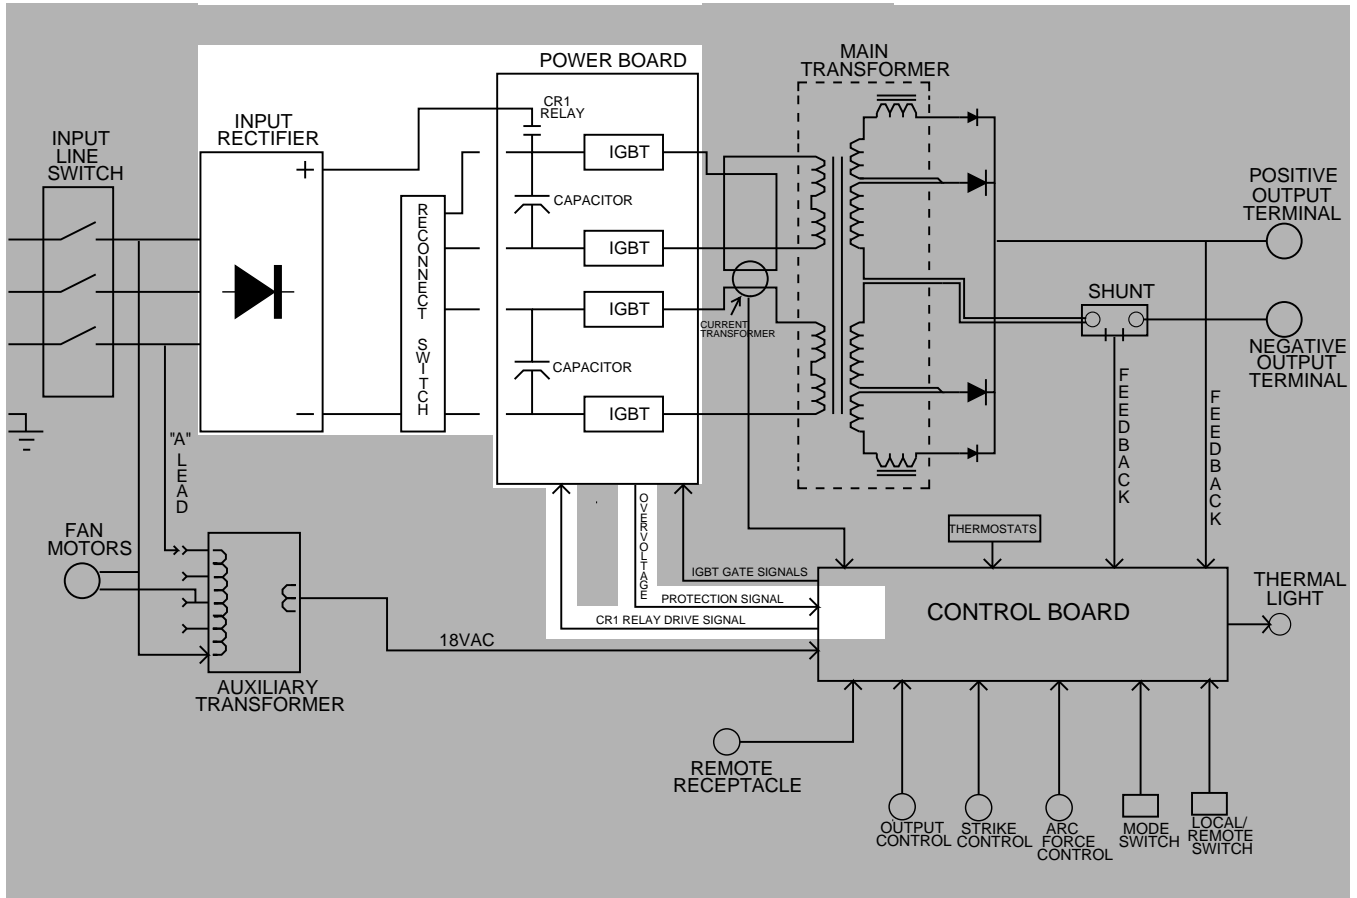 POWER BOARD
MAIN
TRANSFORMER
CR1
RELAY
INPUT
RECTIFIER
INPUT
LINE
SWITCH
+
IGBT
CAPACITOR
IGBT
POSITIVE
OUTPUT
TERMINAL
RECONNECT SWITCH
SHUNT
IGBT
CURRENT
TRANSFORMER
NEGATIVE
OUTPUT
TERMINAL
CAPACITOR
IGBT
−
"A"
LEAD
FEEDBACK
FEEDBACK
OVERVOLTAGE
FAN
MOTORS
THERMOSTATS
IGBT GATE SIGNALS
PROTECTION SIGNAL
CR1 RELAY DRIVE SIGNAL
CONTROL BOARD
THERMAL
LIGHT
18VAC
AUXILIARY
TRANSFORMER
REMOTE
RECEPTACLE
OUTPUT
CONTROL
STRIKE
CONTROL
ARC
FORCE
CONTROL
MODE
SWITCH
LOCAL/
REMOTE
SWITCH